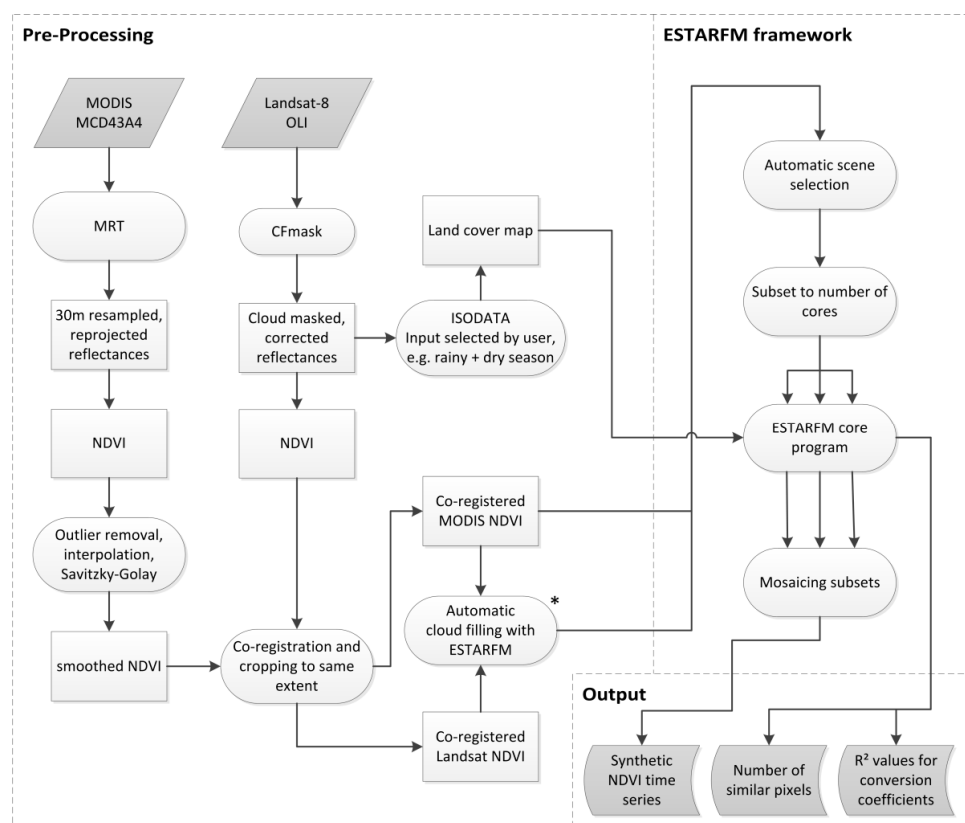 Pre-Processing
ESTARFM framework
MODIS
MCD43A4
Landsat-8
OLI
Automatic scene
selection
MRT
CFmask
Land cover map
30m resampled,
reprojected
reflectances
Cloud masked,
corrected
reflectances
ISODATA
Input selected by user,
e.g. rainy + dry season
Subset to number of
cores
NDVI
NDVI
ESTARFM core
program
Outlier removal,
interpolation,
Savitzky-Golay
Co-registered
MODIS NDVI
Mosaicing subsets
Automatic
cloud filling with
ESTARFM
*
smoothed NDVI
Co-registration and
cropping to same
extent
Co-registered
Landsat NDVI
Output
Synthetic
NDVI time
series
Number of
similar pixels
R² values for
conversion
coefficients